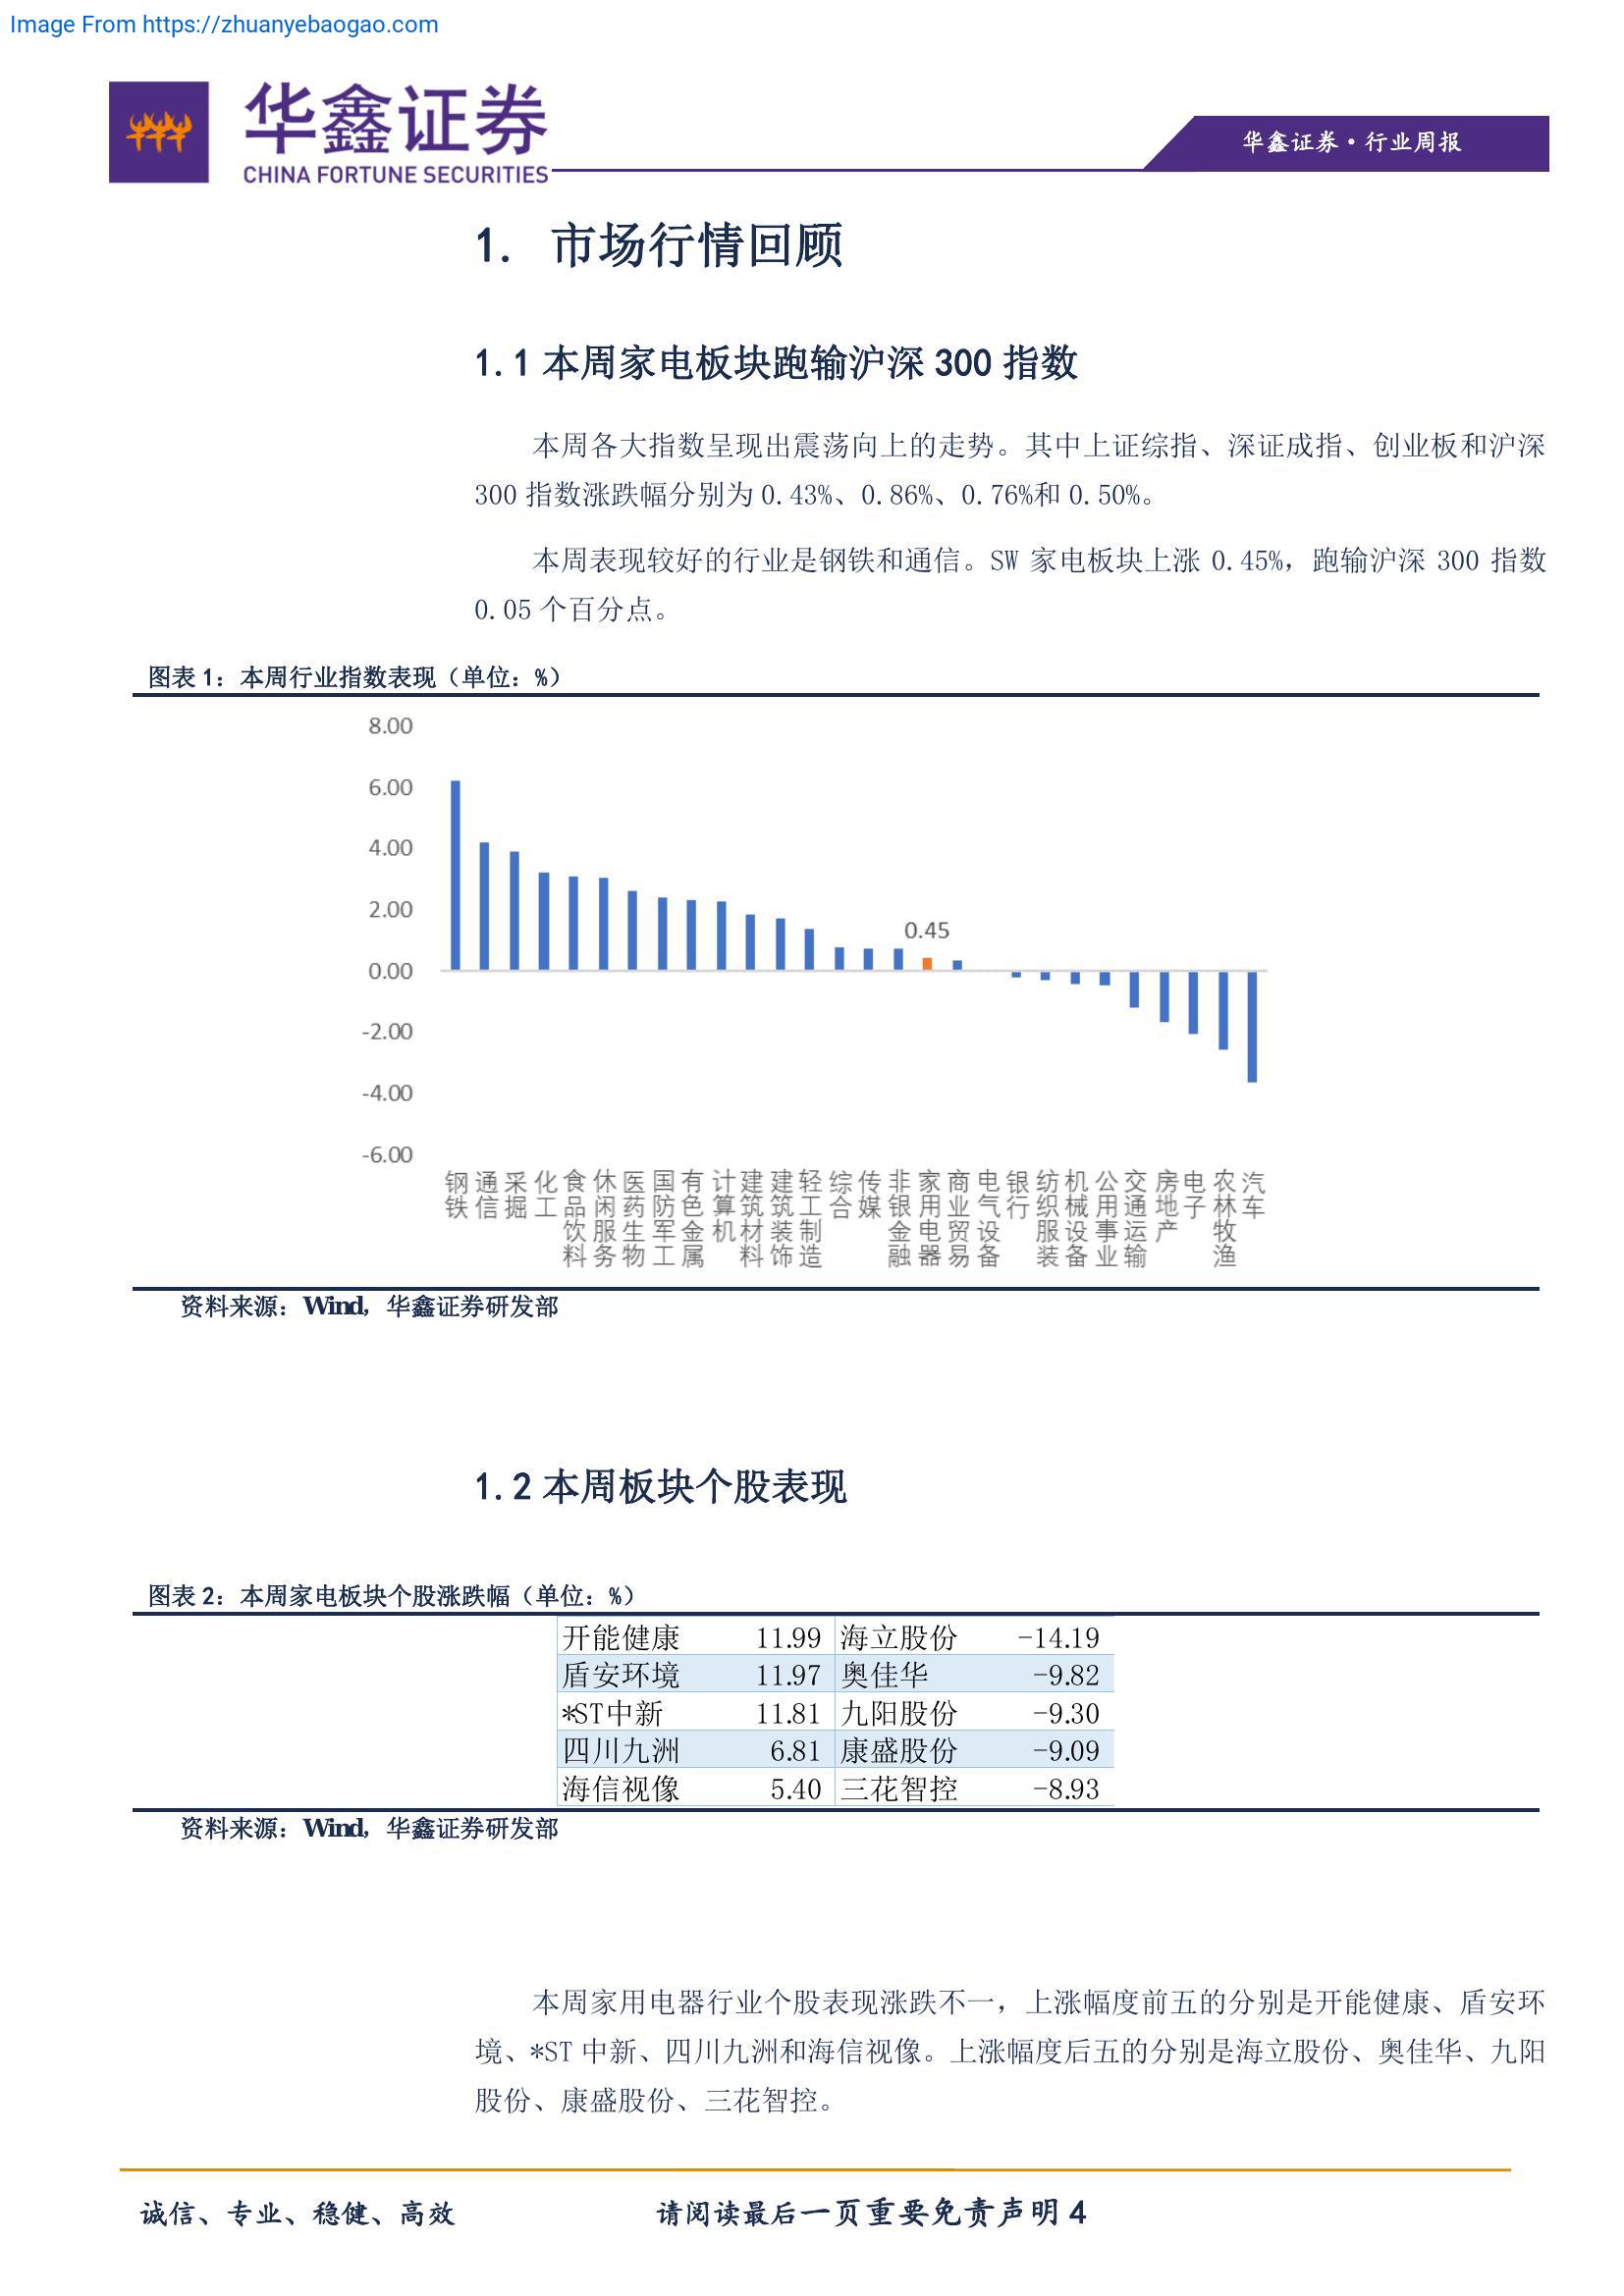 Image From https://zhuanyebaogao.com
华鑫证券
CHINA FORTUNE SECURITIES
华鑫证券·行业周报
1. 市场行情回顾
1.1 本周家电板块跑输沪深 300 指数
本周各大指数呈现出震荡向上的走势。其中上证综指、深证成指、创业板和沪深
300 指数涨跌幅分别为 0.43%、0.86%、0.76%和 0.50%。
本周表现较好的行业是钢铁和通信。SW 家电板块上涨 0.45%，跑输沪深 300 指数
0.05 个百分点。
图表 1：本周行业指数表现（单位：%）
8.00
6.00
4.00
2.00
0.00
-2.00
-4.00
-6.00
0.45
钢铁
通信
采掘
化工
食品饮料
休闲服务
医药生物
国防军工
有色金属
计算机
建筑材料
建筑装饰
轻工制造
综合
传媒
非银金融
家用电器
商业贸易
电气设备
银行
纺织服装
机械设备
公用事业
交通运输
房地产
电子
农林牧渔
汽车
资料来源：Wind，华鑫证券研发部
1.2 本周板块个股表现
图表 2：本周家电板块个股涨跌幅（单位：%）
开能健康 11.99 海立股份 -14.19
盾安环境 11.97 奥佳华 -9.82
*ST中新 11.81 九阳股份 -9.30
四川九洲 6.81 康盛股份 -9.09
海信视像 5.40 三花智控 -8.93
资料来源：Wind，华鑫证券研发部
本周家用电器行业个股表现涨跌不一，上涨幅度前五的分别是开能健康、盾安环
境、*ST 中新、四川九洲和海信视像。上涨幅度后五的分别是海立股份、奥佳华、九阳
股份、康盛股份、三花智控。
诚信、专业、稳健、高效 请阅读最后一页重要免责声明 4